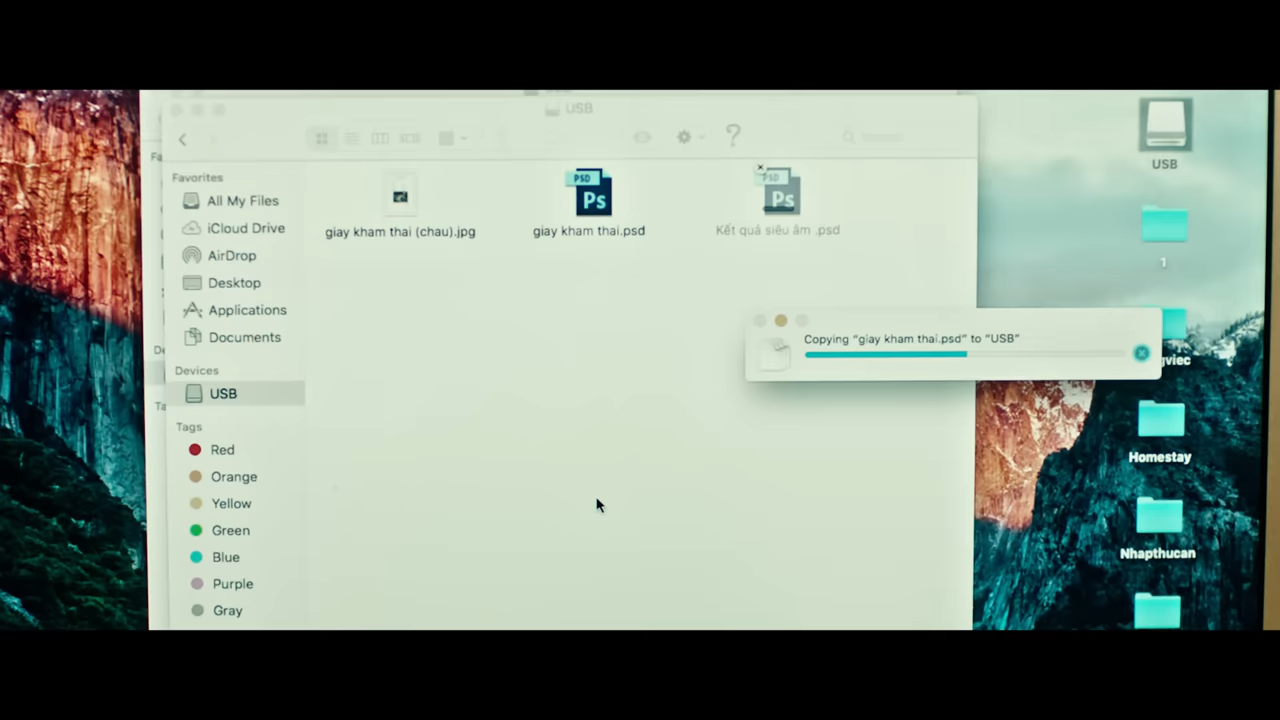 USB
Favorites
All My Files
iCloud Drive
AirDrop
Desktop
Applications
Documents
Devices
USB
Tags
Red
Orange
Yellow
Green
Blue
Purple
Gray
PSD
Ps
PSD
Ps
giay kham thai (chau).jpg
giay kham thai.psd
Kết quả siêu âm .psd
Copying "giay kham thai.psd" to "USB"
USB
1
Homestay
Nhapthucan